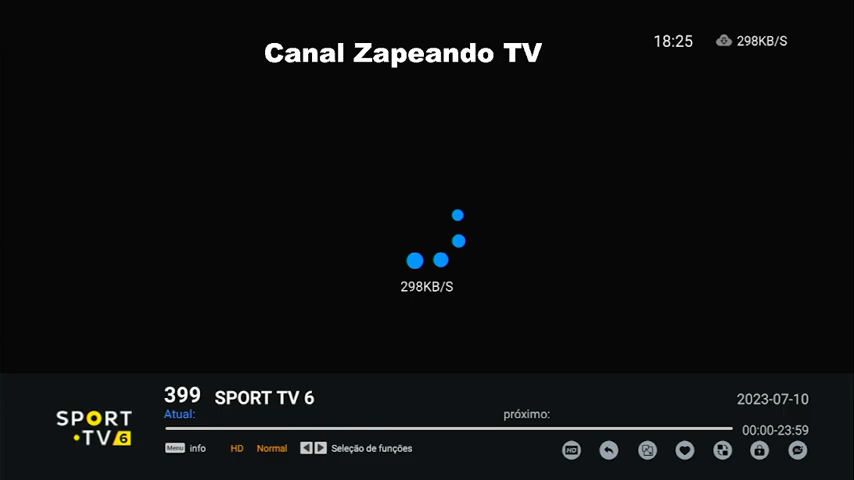 Canal Zapeando TV
18:25 298KB/S
298KB/S
399 SPORT TV 6
2023-07-10
Atual: próximo:
00:00-23:59
SPORT
TV 6
Menu info HD Normal Seleção de funções
HD